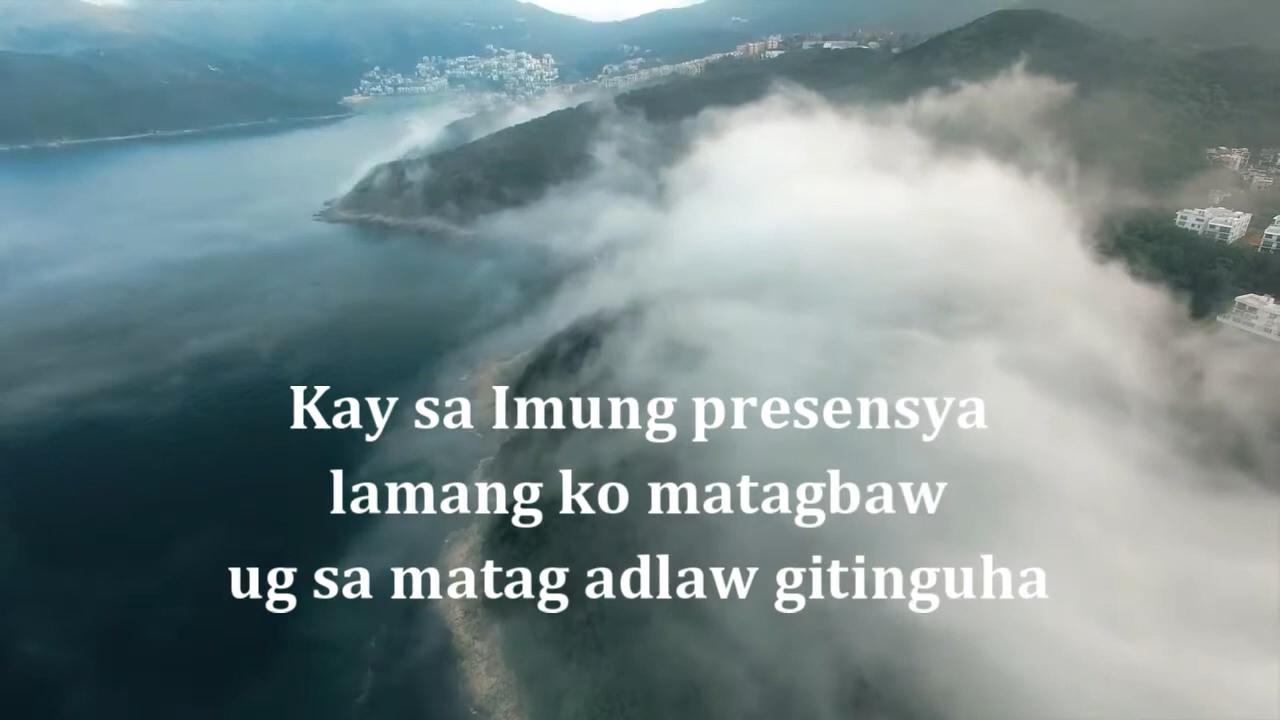 Kay sa Imung presensya
lamang ko matagbaw
ug sa matag adlaw gitinguha